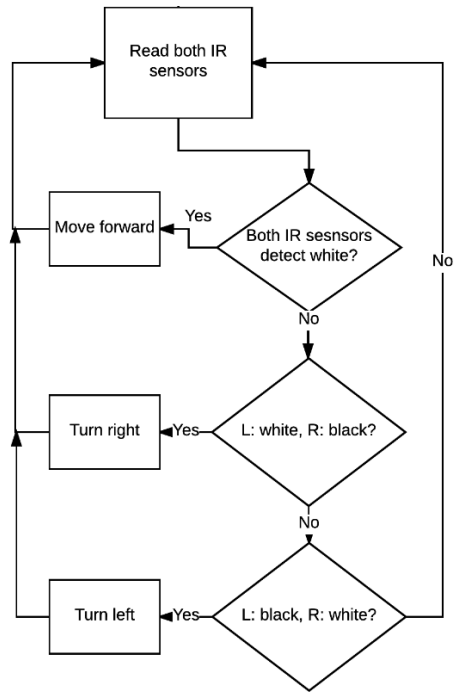 Read both IR
sensors
Yes
Move forward
Both IR sesnsors
detect white?
No
No
Turn right
Yes
L: white, R: black?
No
Turn left
Yes
L: black, R: white?